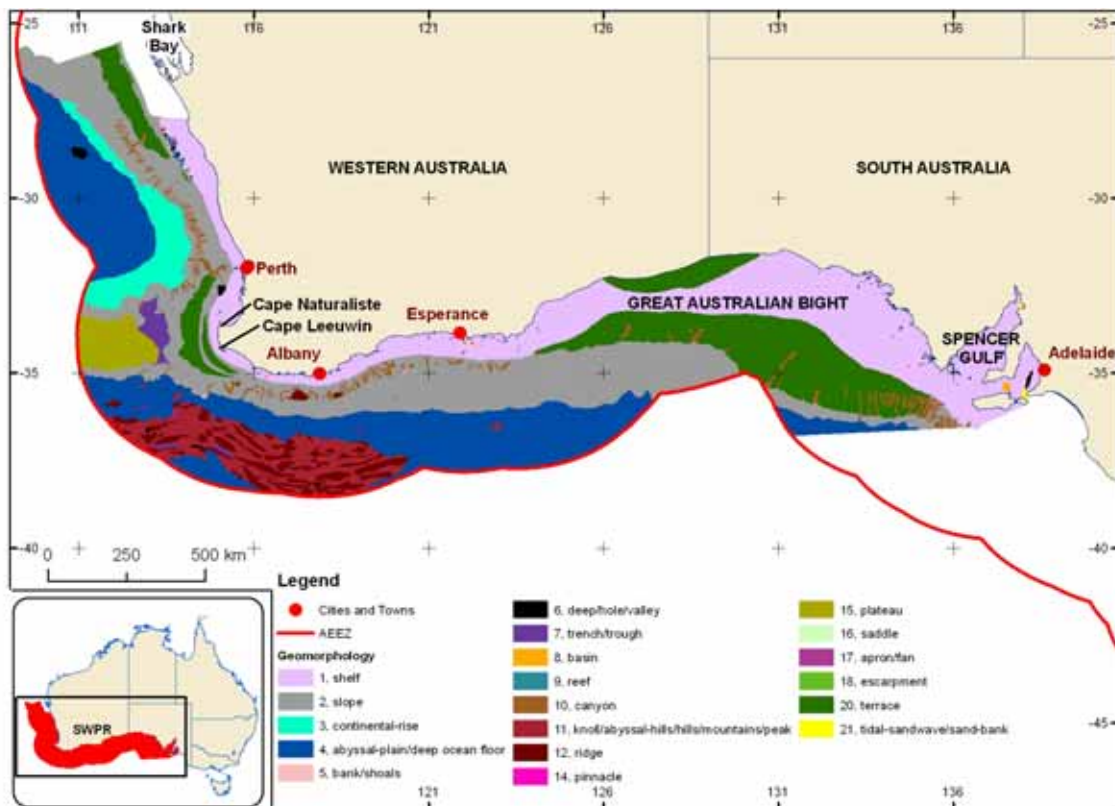 111
116
121
126
131
136
-25
-25
Shark
Bay
WESTERN AUSTRALIA
SOUTH AUSTRALIA
-30
-30
Perth
Cape Naturaliste
Cape Leeuwin
Esperance
Albany
GREAT AUSTRALIAN BIGHT
SPENCER
GULF
Adelaide
-35
-35
-40
-40
0 250 500 km
Legend
Cities and Towns
AEEZ
Geomorphology
1, shelf
2, slope
3, continental-rise
4, abyssal-plain/deep ocean floor
5, bank/shoals
6, deep/hole/valley
7, trench/trough
8, basin
9, reef
10, canyon
11, knoll/abyssal-hills/hills/mountains/peak
12, ridge
14, pinnacle
15, plateau
16, saddle
17, apron/fan
18, escarpment
20, terrace
21, tidal-sandwave/sand-bank
SWPR
-45
121
126
131
136